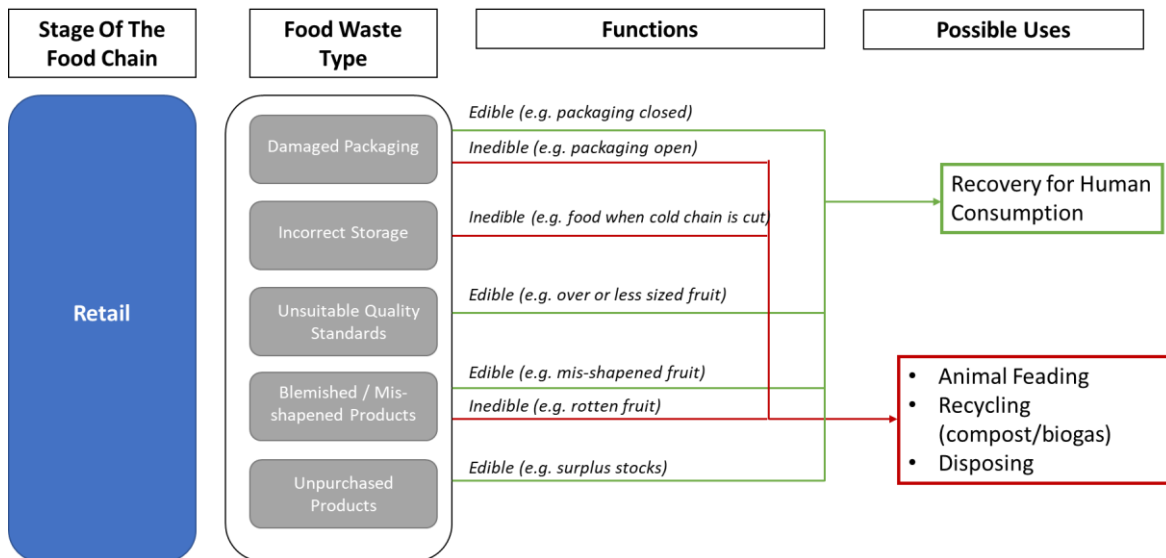 Stage Of The
Food Chain
Food Waste
Type
Functions
Possible Uses
Retail
Damaged Packaging
Incorrect Storage
Unsuitable Quality
Standards
Blemished / Mis-
shapened Products
Unpurchased
Products
Edible (e.g. packaging closed)
Inedible (e.g. packaging open)
Inedible (e.g. food when cold chain is cut)
Edible (e.g. over or less sized fruit)
Edible (e.g. mis-shapened fruit)
Inedible (e.g. rotten fruit)
Edible (e.g. surplus stocks)
Recovery for Human
Consumption
• Animal Feading
• Recycling
(compost/biogas)
• Disposing